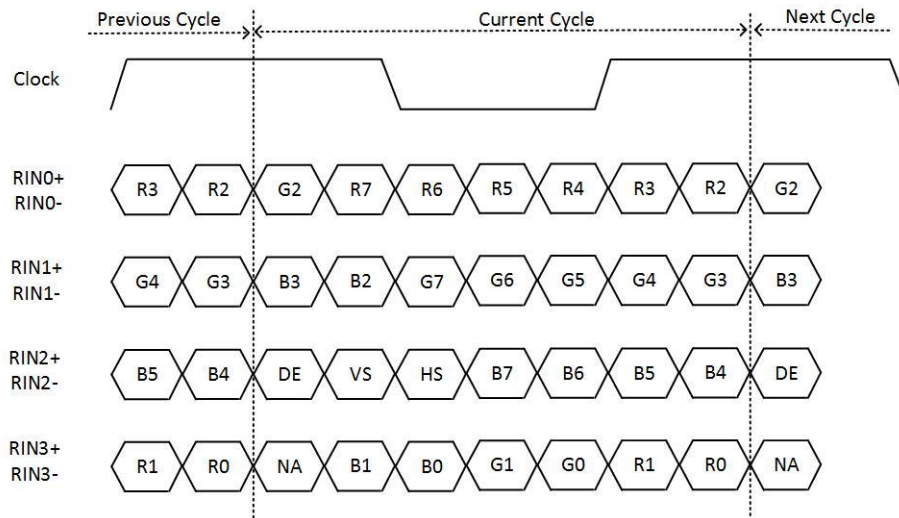 Previous Cycle Current Cycle Next Cycle
Clock
RIN0+
RIN0-
R3 R2 G2 R7 R6 R5 R4 R3 R2 G2
RIN1+
RIN1-
G4 G3 B3 B2 G7 G6 G5 G4 G3 B3
RIN2+
RIN2-
B5 B4 DE VS HS B7 B6 B5 B4 DE
RIN3+
RIN3-
R1 R0 NA B1 B0 G1 G0 R1 R0 NA